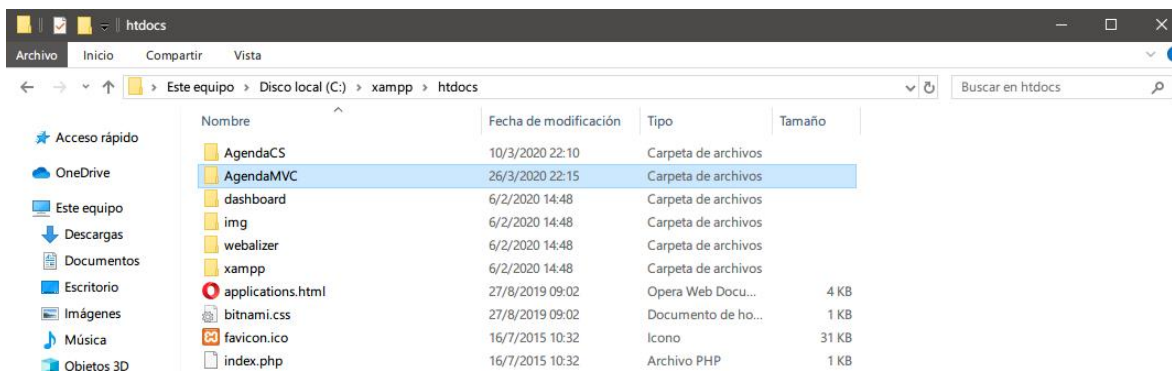 htdocs
Archivo Inicio Compartir Vista
Este equipo > Disco local (C:) > xampp > htdocs Buscar en htdocs
Nombre Fecha de modificación Tipo Tamaño
Acceso rápido
OneDrive
Este equipo
Descargas
Documentos
Escritorio
Imágenes
Música
Objetos 3D
AgendaCS 10/3/2020 22:10 Carpeta de archivos
AgendaMVC 26/3/2020 22:15 Carpeta de archivos
dashboard 6/2/2020 14:48 Carpeta de archivos
img 6/2/2020 14:48 Carpeta de archivos
webalizer 6/2/2020 14:48 Carpeta de archivos
xampp 6/2/2020 14:48 Carpeta de archivos
applications.html 27/8/2019 09:02 Opera Web Docu... 4 KB
bitnami.css 27/8/2019 09:02 Documento de ho... 1 KB
favicon.ico 16/7/2015 10:32 Icono 31 KB
index.php 16/7/2015 10:32 Archivo PHP 1 KB